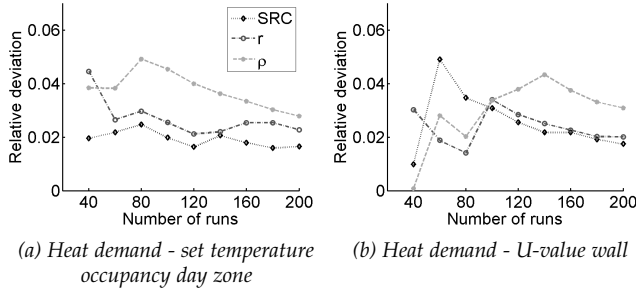 0.06
0.04
0.02
0
Relative deviation
40 80 120 160 200
Number of runs
SRC
r
ρ
0.06
0.04
0.02
0
Relative deviation
40 80 120 160 200
Number of runs
(a) Heat demand - set temperature
occupancy day zone
(b) Heat demand - U-value wall